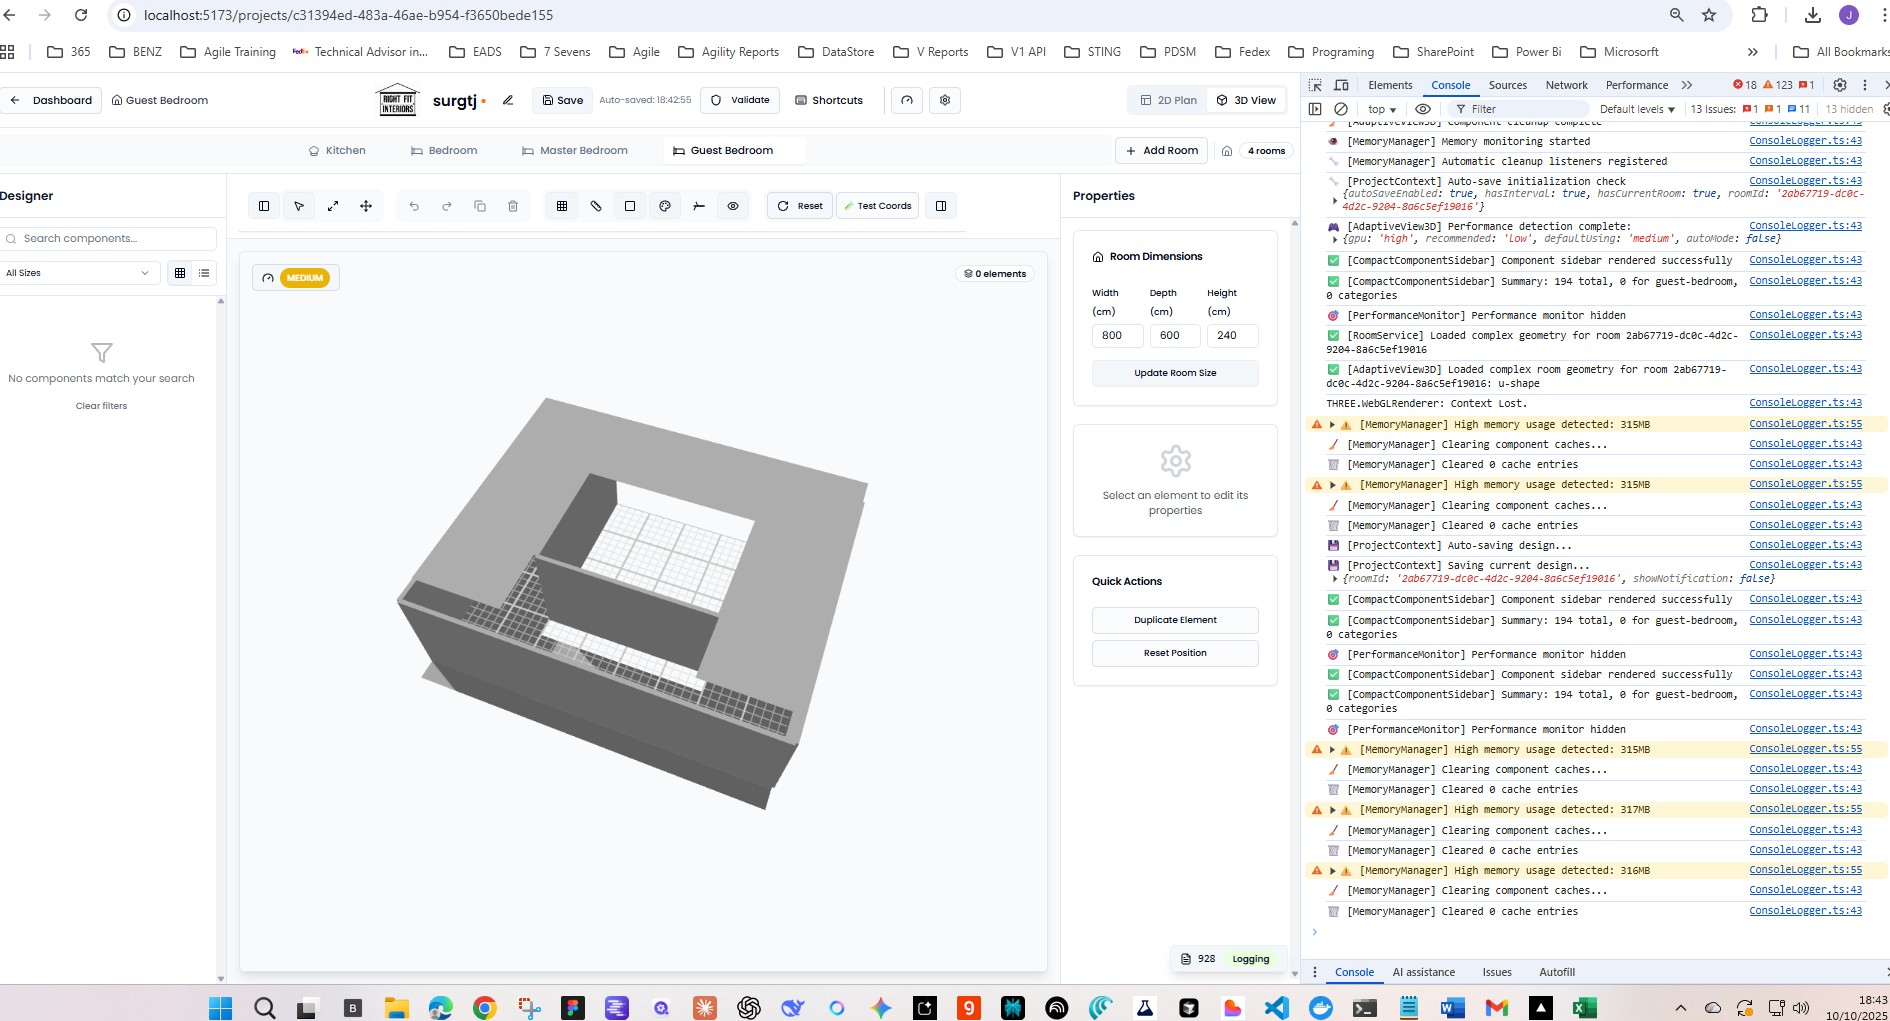 localhost:5173/projects/c31394ed-483a-46ae-b954-f3650bede155
J
365 BENZ Agile Training FedEx Technical Advisor in... EADS 7 Sevens Agile Agility Reports DataStore V Reports V1 API STING PDSM Fedex Programing SharePoint Power Bi Microsorft » All Bookmarks
Dashboard Guest Bedroom RIGHT FIT INTERIORS surgtj Save Auto-saved: 18:42:55 Validate Shortcuts 2D Plan 3D View
Kitchen Bedroom Master Bedroom Guest Bedroom + Add Room 4 rooms
Designer
Search components...
All Sizes
No components match your search
Clear filters
Reset Test Coords
MEDIUM
0 elements
Properties
Room Dimensions
Width (cm) Depth (cm) Height (cm)
800 600 240
Update Room Size
Select an element to edit its
properties
Quick Actions
Duplicate Element
Reset Position
928 Logging
Elements Console Sources Network Performance » 18 123 1
top Filter Default levels 13 Issues: 1 1 11 13 hidden
[AdaptiveView3D] Component cleanup complete ConsoleLogger.ts:43
[MemoryManager] Memory monitoring started ConsoleLogger.ts:43
[MemoryManager] Automatic cleanup listeners registered ConsoleLogger.ts:43
[ProjectContext] Auto-save initialization check ConsoleLogger.ts:43
{autoSaveEnabled: true, hasInterval: true, hasCurrentRoom: true, roomId: '2ab67719-dc0c-
4d2c-9204-8a6c5ef19016'}
[AdaptiveView3D] Performance detection complete: ConsoleLogger.ts:43
{gpu: 'high', recommended: 'low', defaultUsing: 'medium', autoMode: false}
[CompactComponentSidebar] Component sidebar rendered successfully ConsoleLogger.ts:43
[CompactComponentSidebar] Summary: 194 total, 0 for guest-bedroom, ConsoleLogger.ts:43
0 categories
[PerformanceMonitor] Performance monitor hidden ConsoleLogger.ts:43
[RoomService] Loaded complex geometry for room 2ab67719-dc0c-4d2c- ConsoleLogger.ts:43
9204-8a6c5ef19016
[AdaptiveView3D] Loaded complex room geometry for room 2ab67719- ConsoleLogger.ts:43
dc0c-4d2c-9204-8a6c5ef19016: u-shape
THREE.WebGLRenderer: Context Lost. ConsoleLogger.ts:43
[MemoryManager] High memory usage detected: 315MB ConsoleLogger.ts:55
[MemoryManager] Clearing component caches... ConsoleLogger.ts:43
[MemoryManager] Cleared 0 cache entries ConsoleLogger.ts:43
[MemoryManager] High memory usage detected: 315MB ConsoleLogger.ts:55
[MemoryManager] Clearing component caches... ConsoleLogger.ts:43
[MemoryManager] Cleared 0 cache entries ConsoleLogger.ts:43
[ProjectContext] Auto-saving design... ConsoleLogger.ts:43
[ProjectContext] Saving current design... ConsoleLogger.ts:43
{roomId: '2ab67719-dc0c-4d2c-9204-8a6c5ef19016', showNotification: false}
[CompactComponentSidebar] Component sidebar rendered successfully ConsoleLogger.ts:43
[CompactComponentSidebar] Summary: 194 total, 0 for guest-bedroom, ConsoleLogger.ts:43
0 categories
[PerformanceMonitor] Performance monitor hidden ConsoleLogger.ts:43
[CompactComponentSidebar] Component sidebar rendered successfully ConsoleLogger.ts:43
[CompactComponentSidebar] Summary: 194 total, 0 for guest-bedroom, ConsoleLogger.ts:43
0 categories
[PerformanceMonitor] Performance monitor hidden ConsoleLogger.ts:43
[MemoryManager] High memory usage detected: 315MB ConsoleLogger.ts:55
[MemoryManager] Clearing component caches... ConsoleLogger.ts:43
[MemoryManager] Cleared 0 cache entries ConsoleLogger.ts:43
[MemoryManager] High memory usage detected: 317MB ConsoleLogger.ts:55
[MemoryManager] Clearing component caches... ConsoleLogger.ts:43
[MemoryManager] Cleared 0 cache entries ConsoleLogger.ts:43
[MemoryManager] High memory usage detected: 316MB ConsoleLogger.ts:55
[MemoryManager] Clearing component caches... ConsoleLogger.ts:43
[MemoryManager] Cleared 0 cache entries ConsoleLogger.ts:43
Console AI assistance Issues Autofill
18:43
10/10/2025